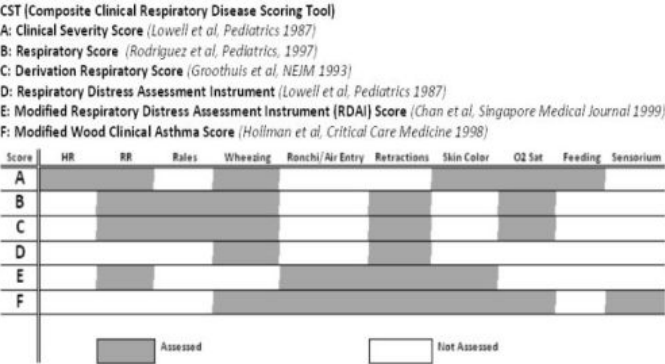 CST (Composite Clinical Respiratory Disease Scoring Tool)
A: Clinical Severity Score (Lowell et al, Pediatrics 1987)
B: Respiratory Score (Rodriguez et al, Pediatrics, 1997)
C: Derivation Respiratory Score (Groothuis et al, NEJM 1993)
D: Respiratory Distress Assessment Instrument (Lowell et al, Pediatrics 1987)
E: Modified Respiratory Distress Assessment Instrument (RDAI) Score (Chan et al, Singapore Medical Journal 1999)
F: Modified Wood Clinical Asthma Score (Hollman et al, Critical Care Medicine 1998)
Score HR RR Rales Wheezing Ronchi/Air Entry Retractions Skin Color O2 Sat Feeding Sensorium
A
B
C
D
E
F
Assessed Not Assessed